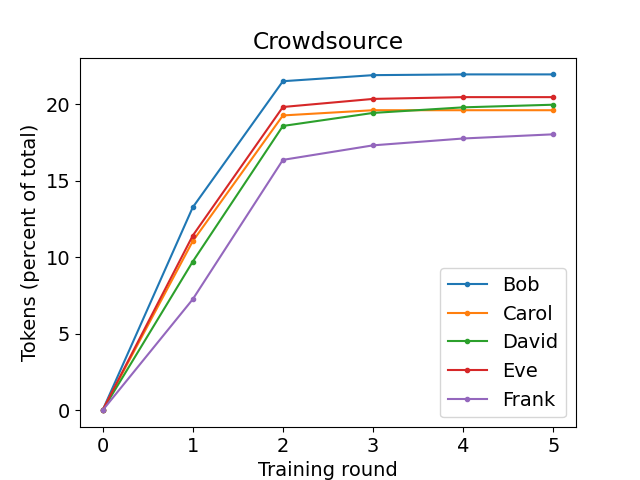 Crowdsource
Tokens (percent of total)
20
15
10
5
0
0 1 2 3 4 5
Training round
Bob
Carol
David
Eve
Frank